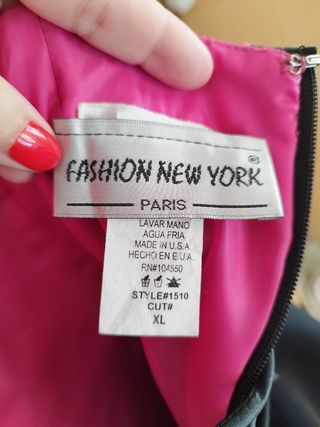 FASHION NEW YORK ®
PARIS
LAVAR MANO
AGUA FRIA
MADE IN U.S.A
HECHO EN E.U.A.
RN#104550
STYLE#1510
CUT#
XL